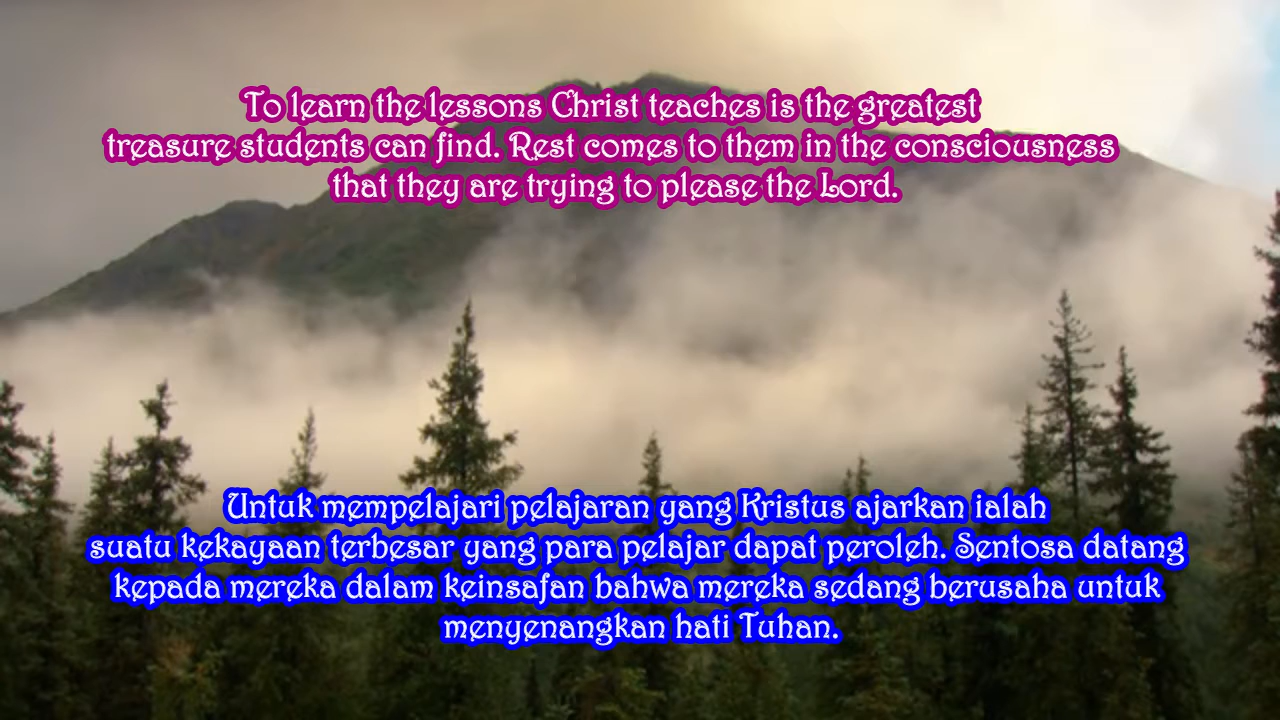 To learn the lessons Christ teaches is the greatest
treasure students can find. Rest comes to them in the consciousness
that they are trying to please the Lord.
Untuk mempelajari pelajaran yang Kristus ajarkan ialah
suatu kekayaan terbesar yang para pelajar dapat peroleh. Sentosa datang
kepada mereka dalam keinsafan bahwa mereka sedang berusaha untuk
menyenangkan hati Tuhan.